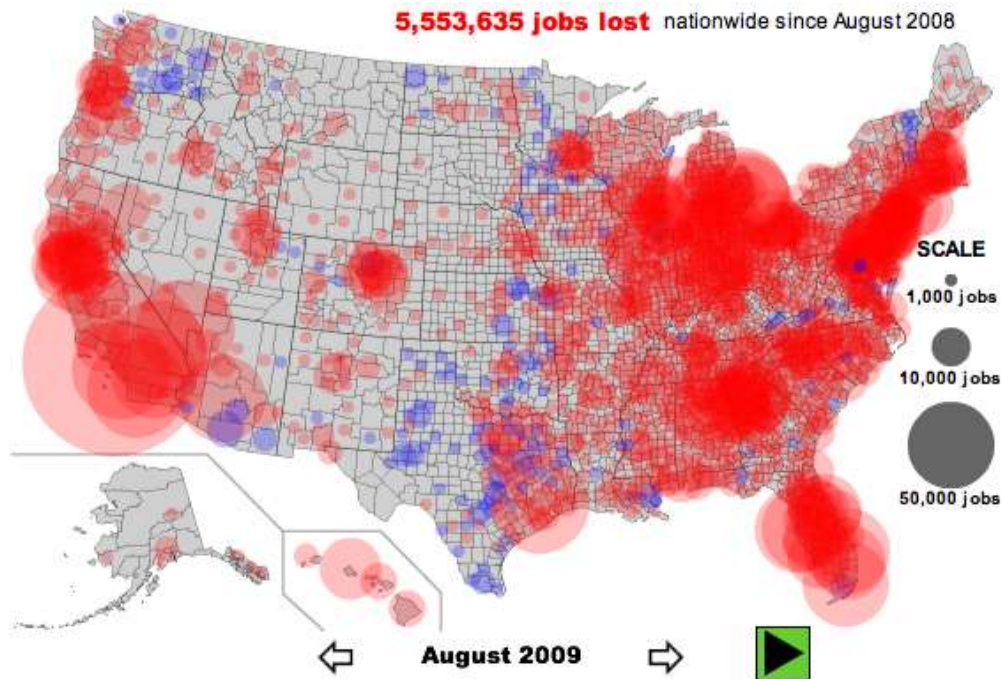 5,553,635 jobs lost nationwide since August 2008
SCALE
1,000 jobs
10,000 jobs
50,000 jobs
August 2009